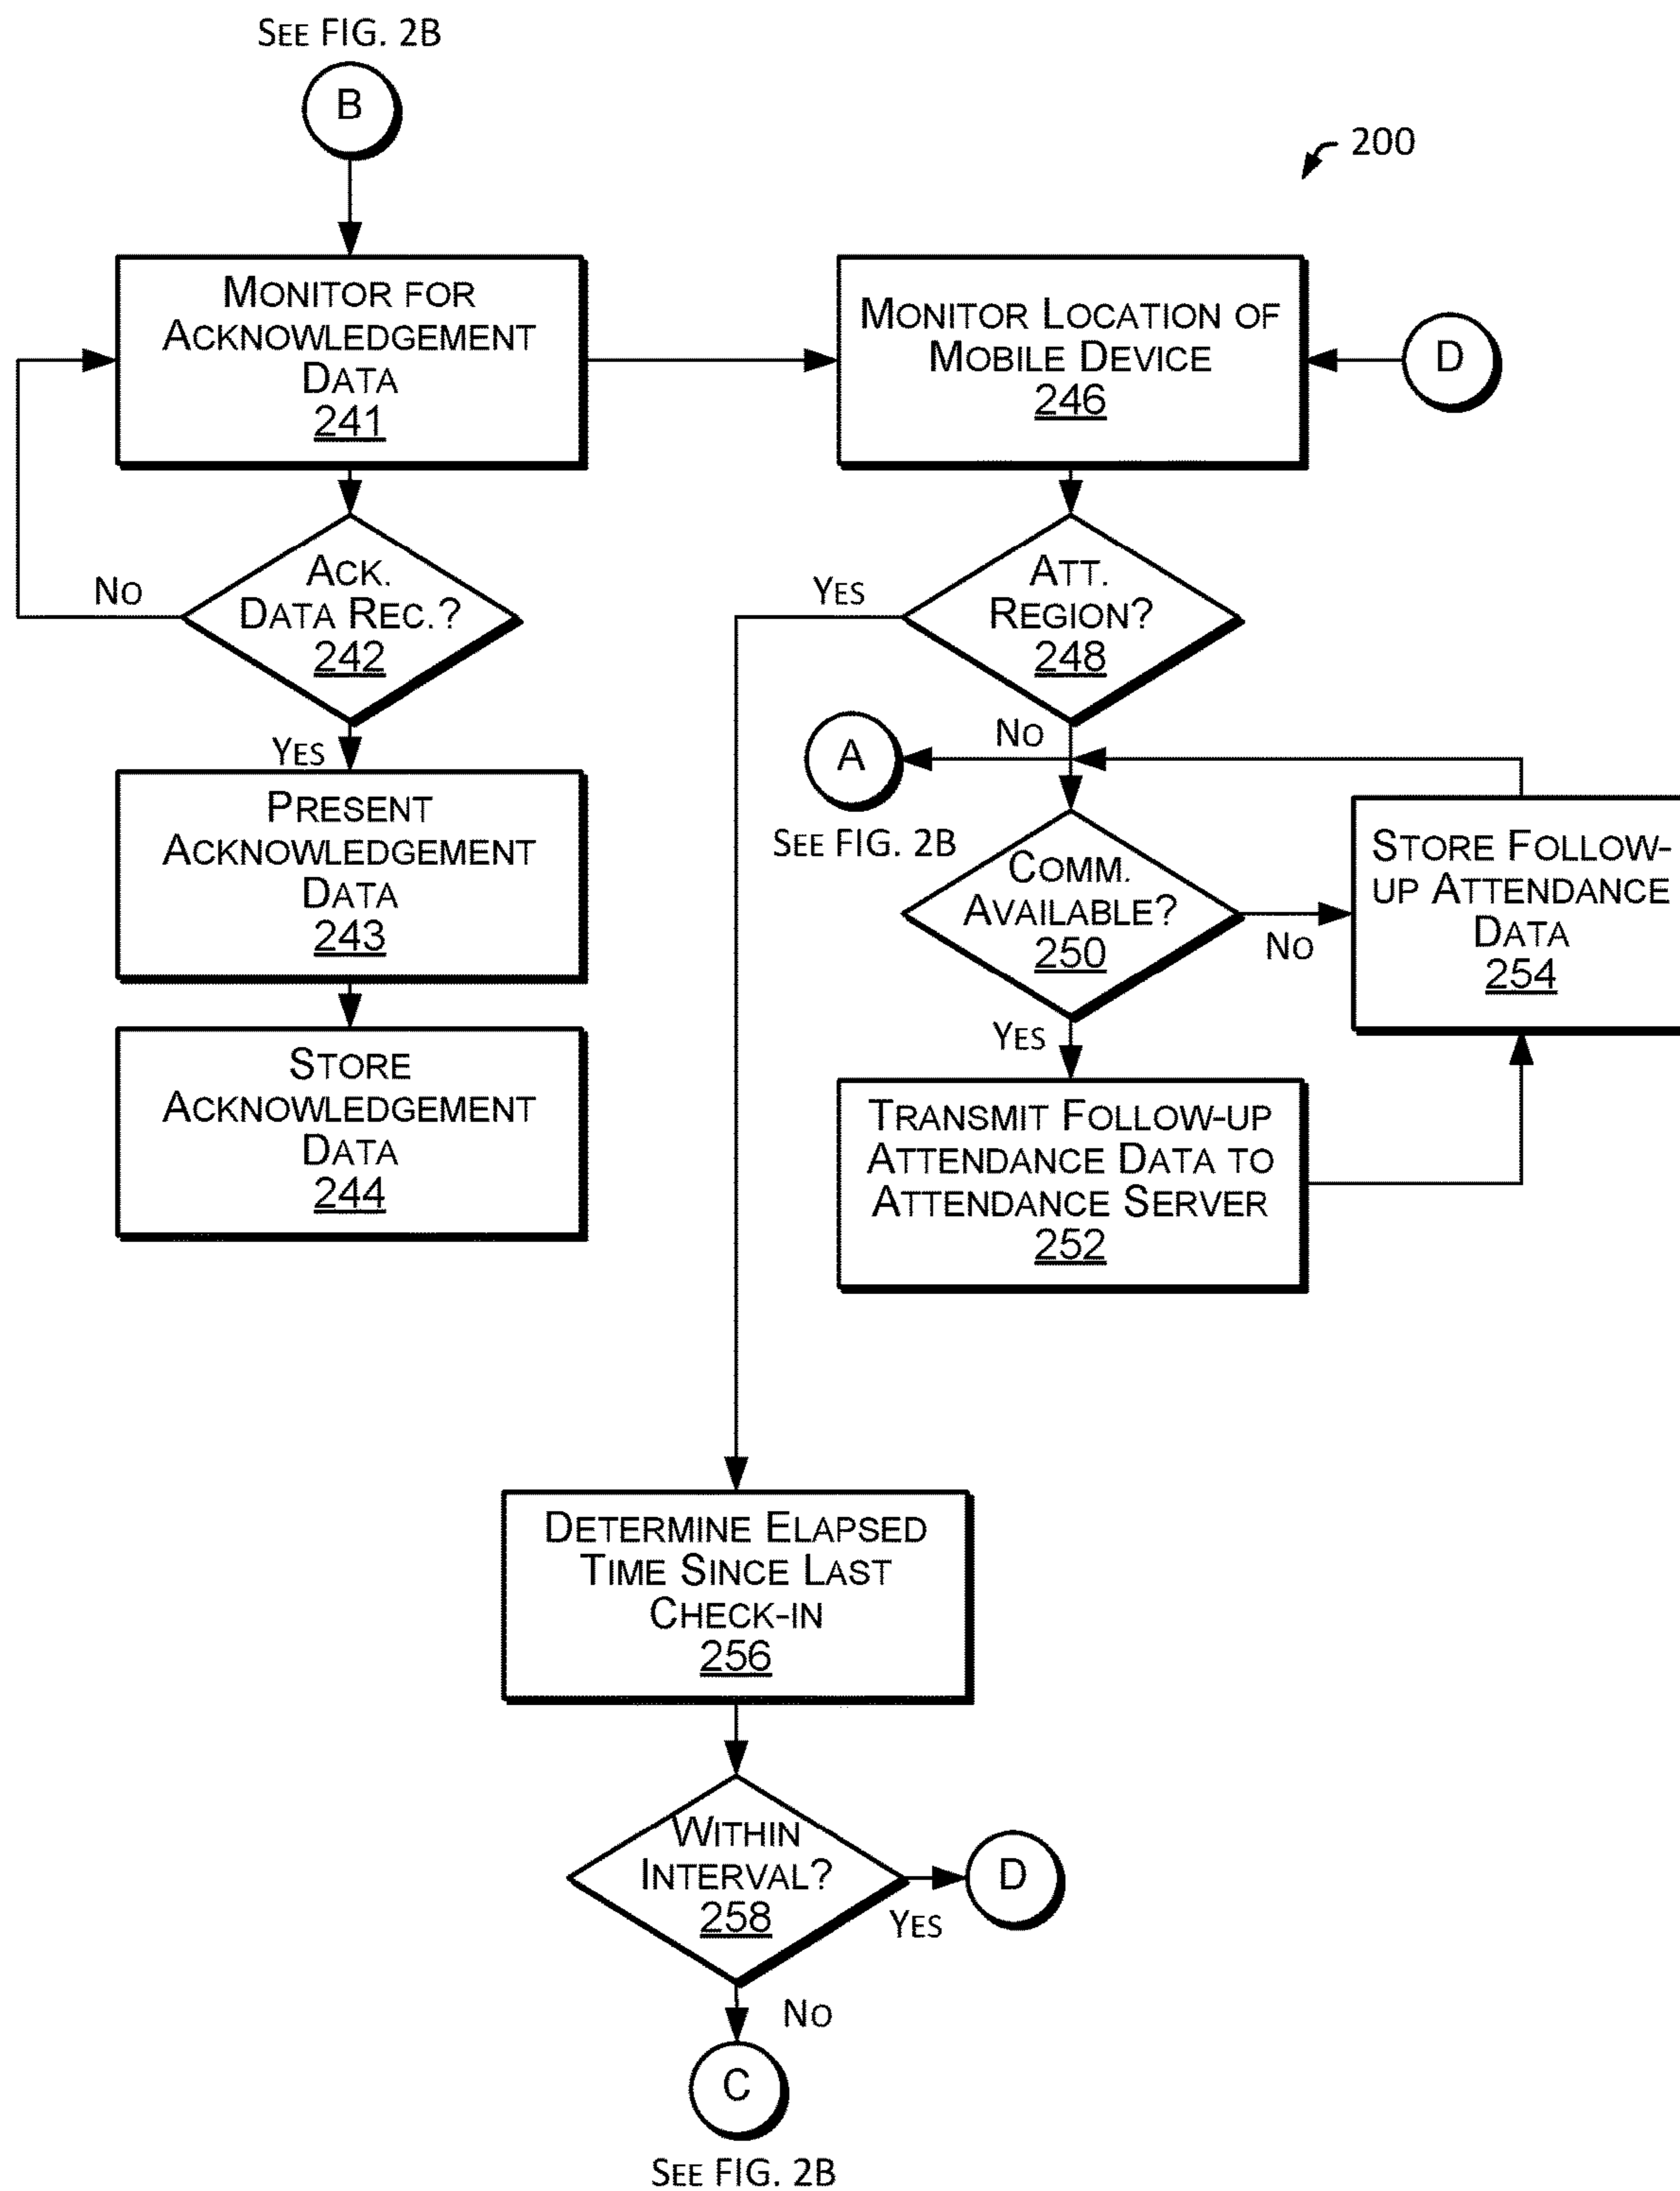 SEE FIG. 2B
B
200
MONITOR FOR
ACKNOWLEDGEMENT
DATA
241
MONITOR LOCATION OF
MOBILE DEVICE
246
D
ACK.
DATA REC.?
242
NO
YES
ATT.
REGION?
248
YES
NO
A
SEE FIG. 2B
PRESENT
ACKNOWLEDGEMENT
DATA
243
COMM.
AVAILABLE?
250
NO
YES
STORE FOLLOW-
UP ATTENDANCE
DATA
254
STORE
ACKNOWLEDGEMENT
DATA
244
TRANSMIT FOLLOW-UP
ATTENDANCE DATA TO
ATTENDANCE SERVER
252
DETERMINE ELAPSED
TIME SINCE LAST
CHECK-IN
256
WITHIN
INTERVAL?
258
YES
D
NO
C
SEE FIG. 2B